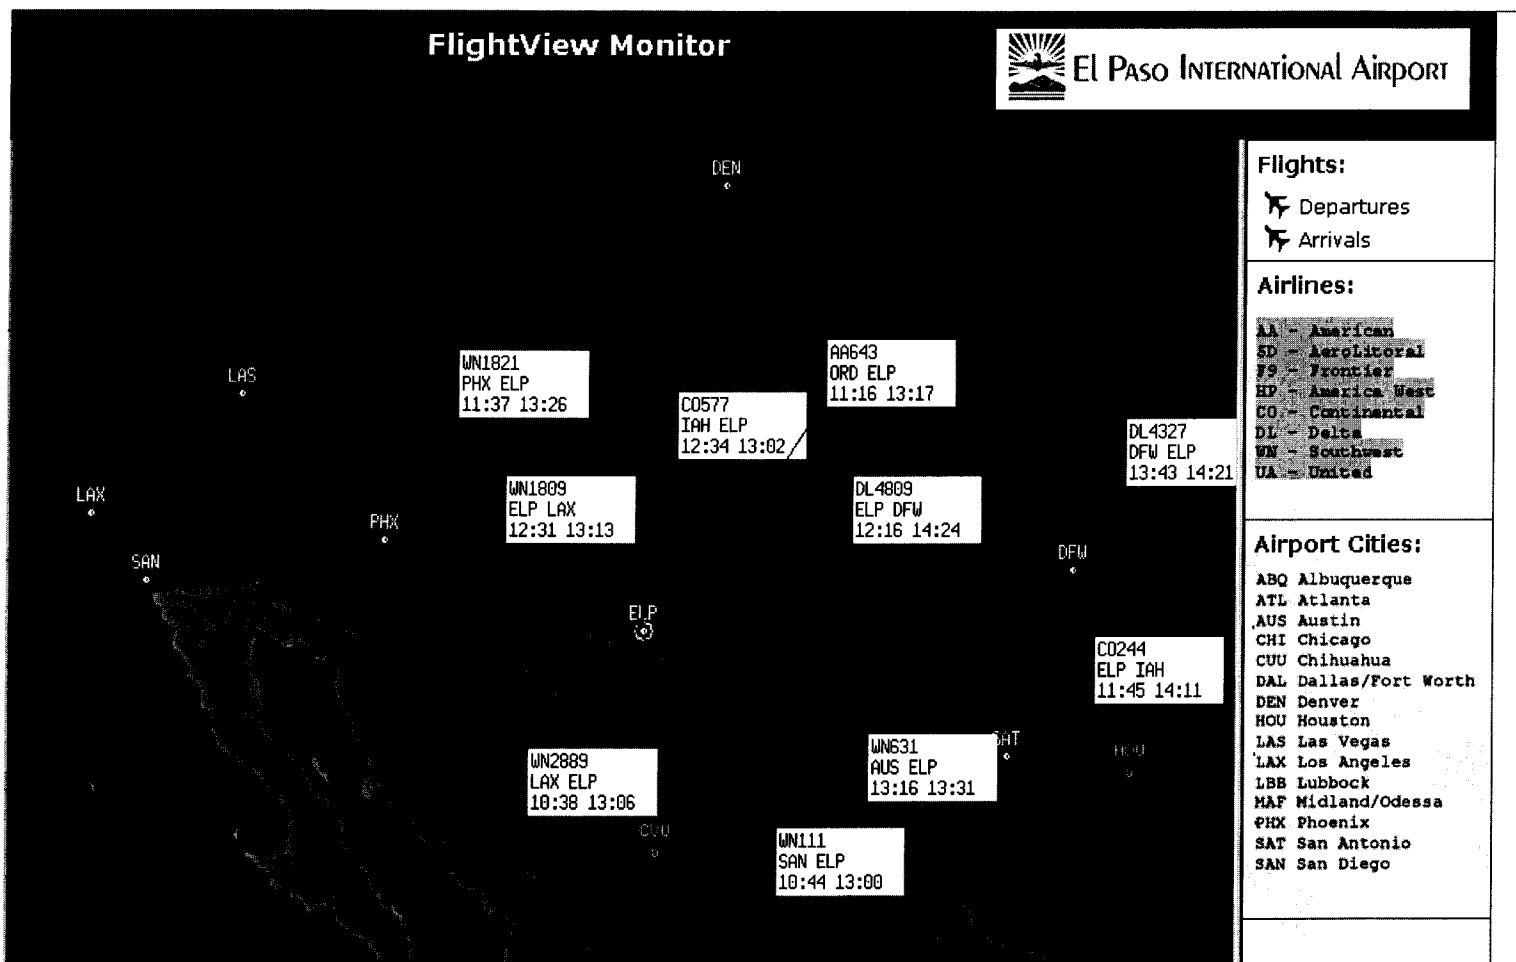 FlightView Monitor
El Paso International Airport
DEN
LAS
LAX
SAN
PHX
ELP
DFW
SAT
HOU
CUU
WN1821
PHX ELP
11:37 13:26
AA643
ORD ELP
11:16 13:17
CO577
IAH ELP
12:34 13:02
DL4327
DFW ELP
13:43 14:21
WN1809
ELP LAX
12:31 13:13
DL4809
ELP DFW
12:16 14:24
CO244
ELP IAH
11:45 14:11
WN631
AUS ELP
13:16 13:31
WN2889
LAX ELP
10:38 13:06
WN111
SAN ELP
10:44 13:00
Flights:
Departures
Arrivals
Airlines:
AA - American
5D - AeroLitoral
F9 - Frontier
HP - America West
CO - Continental
DL - Delta
WN - Southwest
UA - United
Airport Cities:
ABQ Albuquerque
ATL Atlanta
AUS Austin
CHI Chicago
CUU Chihuahua
DAL Dallas/Fort Worth
DEN Denver
HOU Houston
LAS Las Vegas
LAX Los Angeles
LBB Lubbock
MAF Midland/Odessa
PHX Phoenix
SAT San Antonio
SAN San Diego